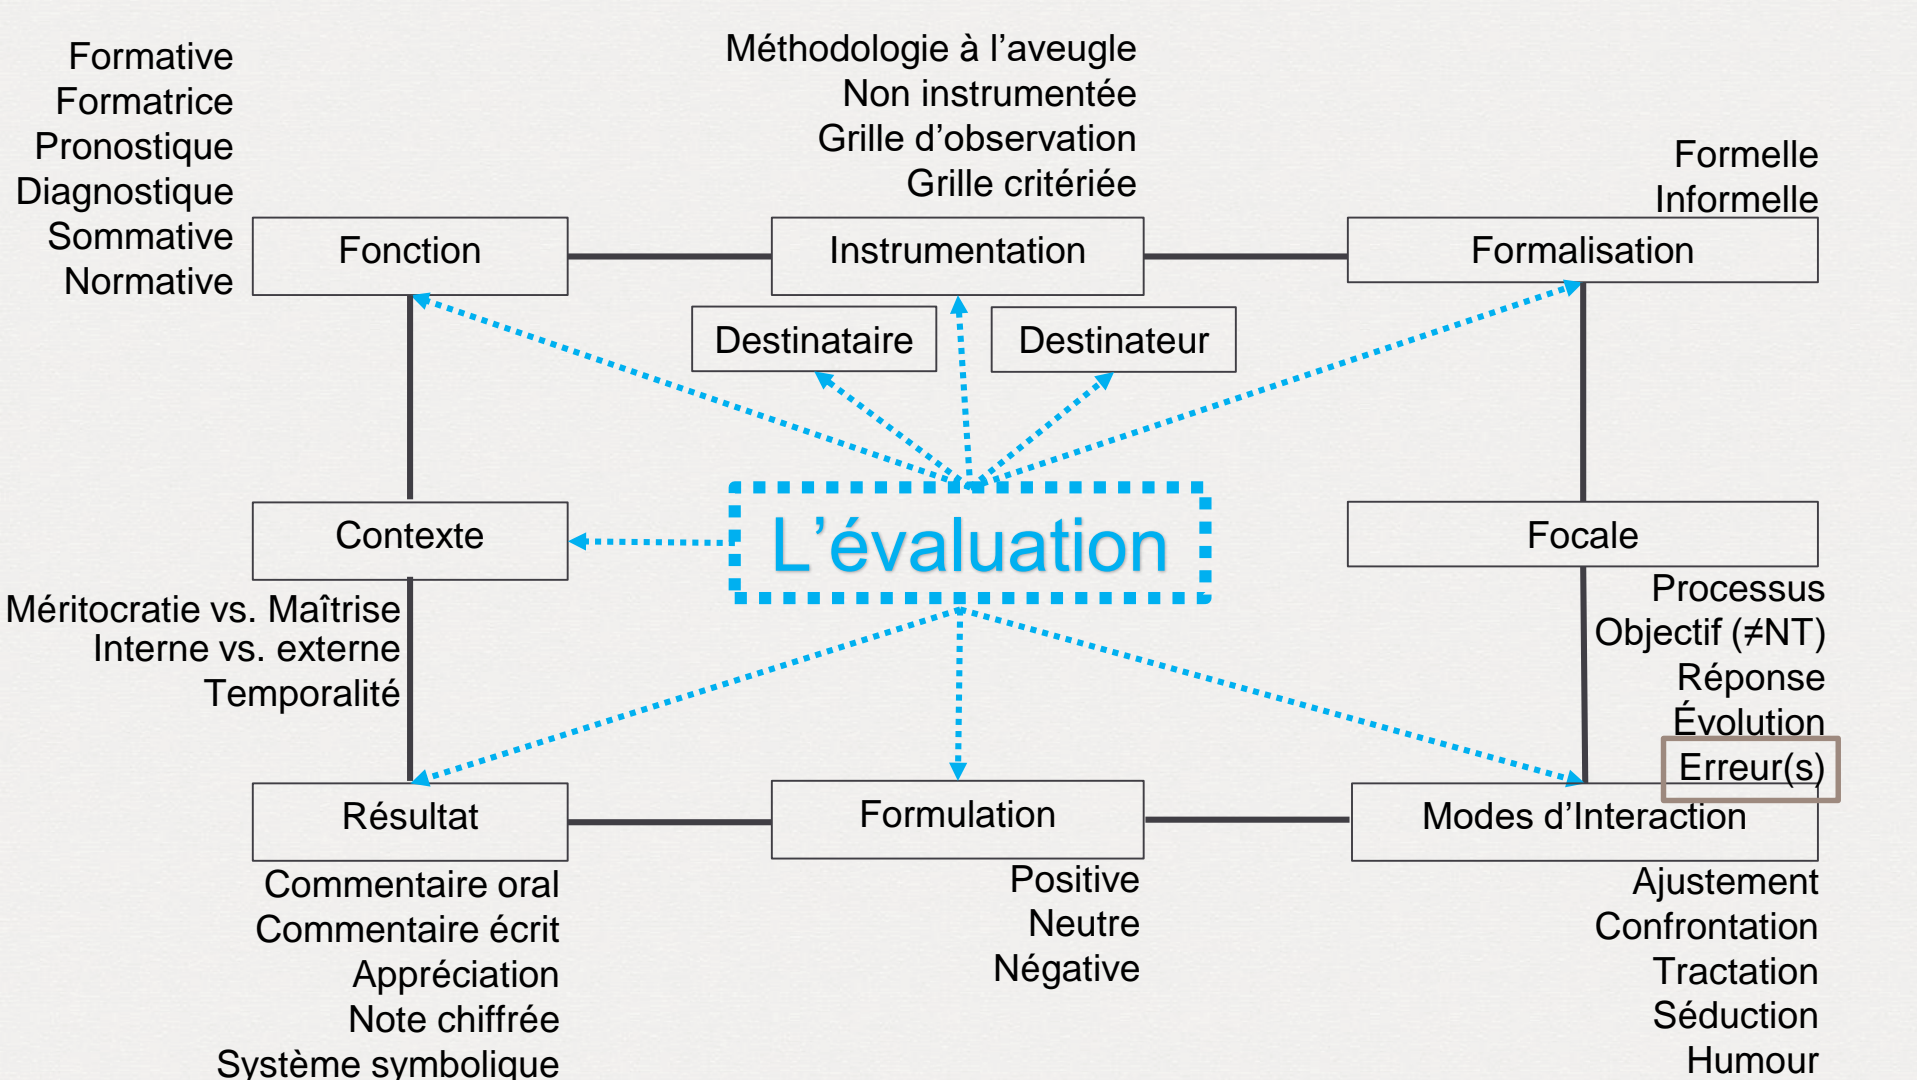 Formative
Formatrice
Pronostique
Diagnostique
Sommative
Normative
Fonction
Méthodologie à l’aveugle
Non instrumentée
Grille d’observation
Grille critériée
Instrumentation
Formelle
Informelle
Formalisation
Destinataire
Destinateur
L’évaluation
Contexte
Méritocratie vs. Maîtrise
Interne vs. externe
Temporalité
Focale
Processus
Objectif (≠NT)
Réponse
Évolution
Erreur(s)
Résultat
Commentaire oral
Commentaire écrit
Appréciation
Note chiffrée
Système symbolique
Formulation
Positive
Neutre
Négative
Modes d’Interaction
Ajustement
Confrontation
Tractation
Séduction
Humour